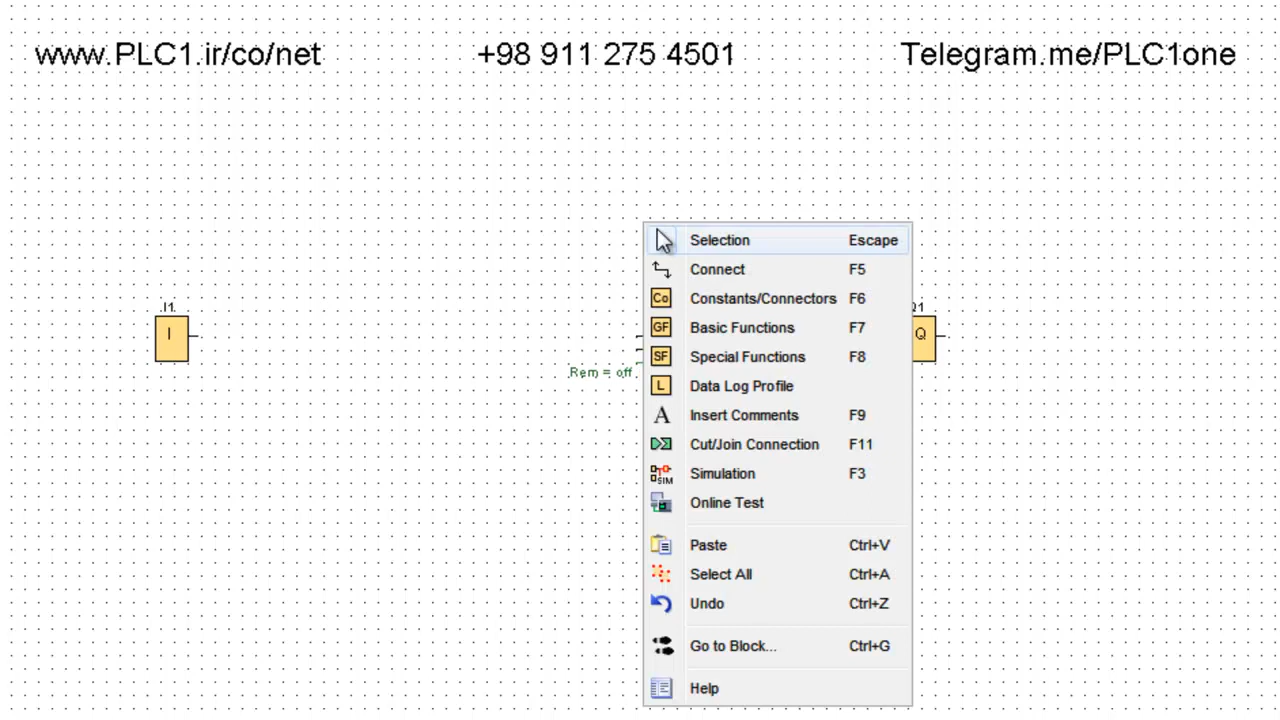 www.PLC1.ir/co/net +98 911 275 4501 Telegram.me/PLC1one
Selection Escape
Connect F5
I1
Co Constants/Connectors F6
Q1
GF Basic Functions F7
I
Q
SF Special Functions F8
Rem = off
L Data Log Profile
A Insert Comments F9
Cut/Join Connection F11
SIM Simulation F3
Online Test
Paste Ctrl+V
Select All Ctrl+A
Undo Ctrl+Z
Go to Block... Ctrl+G
Help